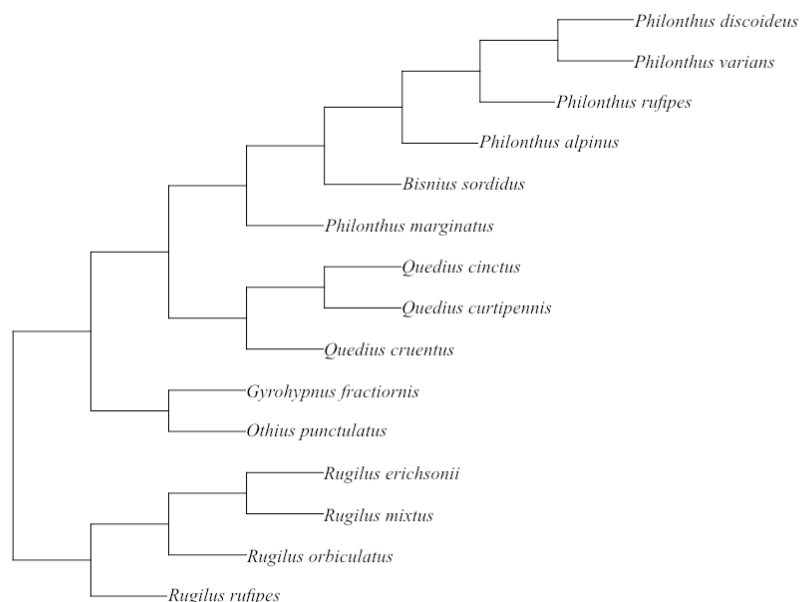 Philonthus discoideus
Philonthus varians
Philonthus rufipes
Philonthus alpinus
Bisnius sordidus
Philonthus marginatus
Quedius cinctus
Quedius curtipennis
Quedius cruentus
Gyrohypnus fractiornis
Othius punctulatus
Rugilus erichsonii
Rugilus mixtus
Rugilus orbiculatus
Rugilus rufipes